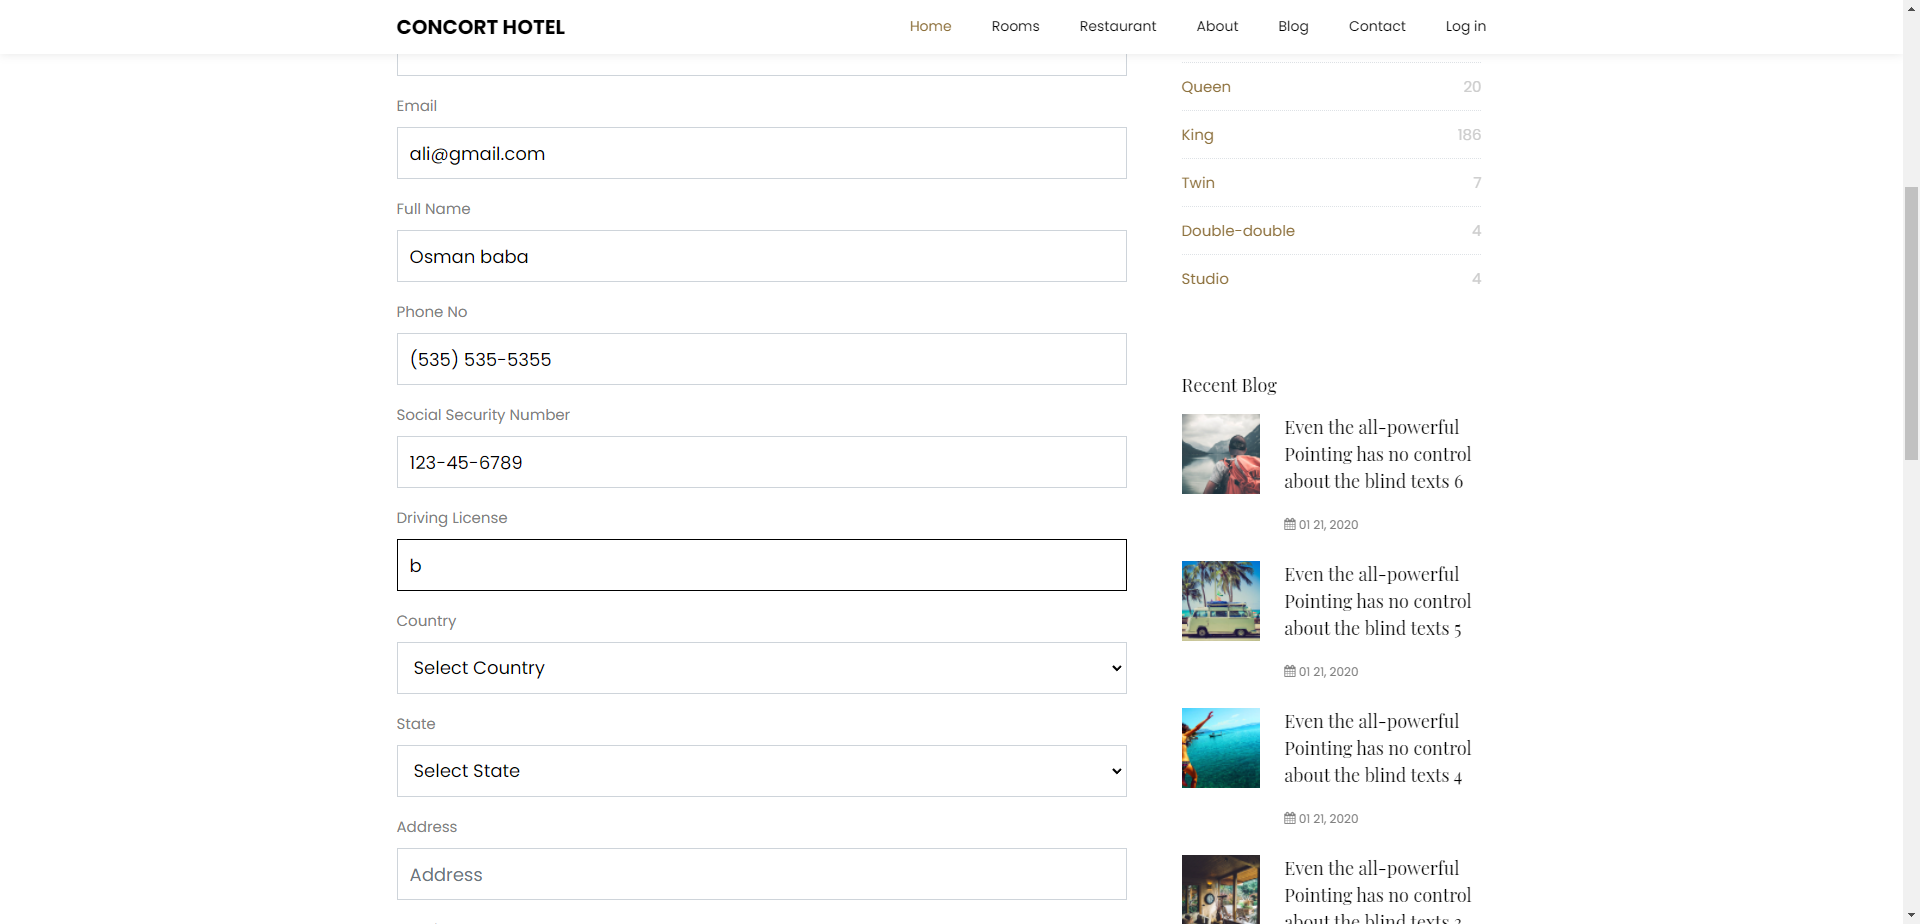 CONCORT HOTEL
Home Rooms Restaurant About Blog Contact Log in
Email
ali@gmail.com
Full Name
Osman baba
Phone No
(535) 535-5355
Social Security Number
123-45-6789
Driving License
b
Country
Select Country
State
Select State
Address
Address
Queen 20
King 186
Twin 7
Double-double 4
Studio 4
Recent Blog
Even the all-powerful
Pointing has no control
about the blind texts 6
01 21, 2020
Even the all-powerful
Pointing has no control
about the blind texts 5
01 21, 2020
Even the all-powerful
Pointing has no control
about the blind texts 4
01 21, 2020
Even the all-powerful
Pointing has no control
about the blind texts